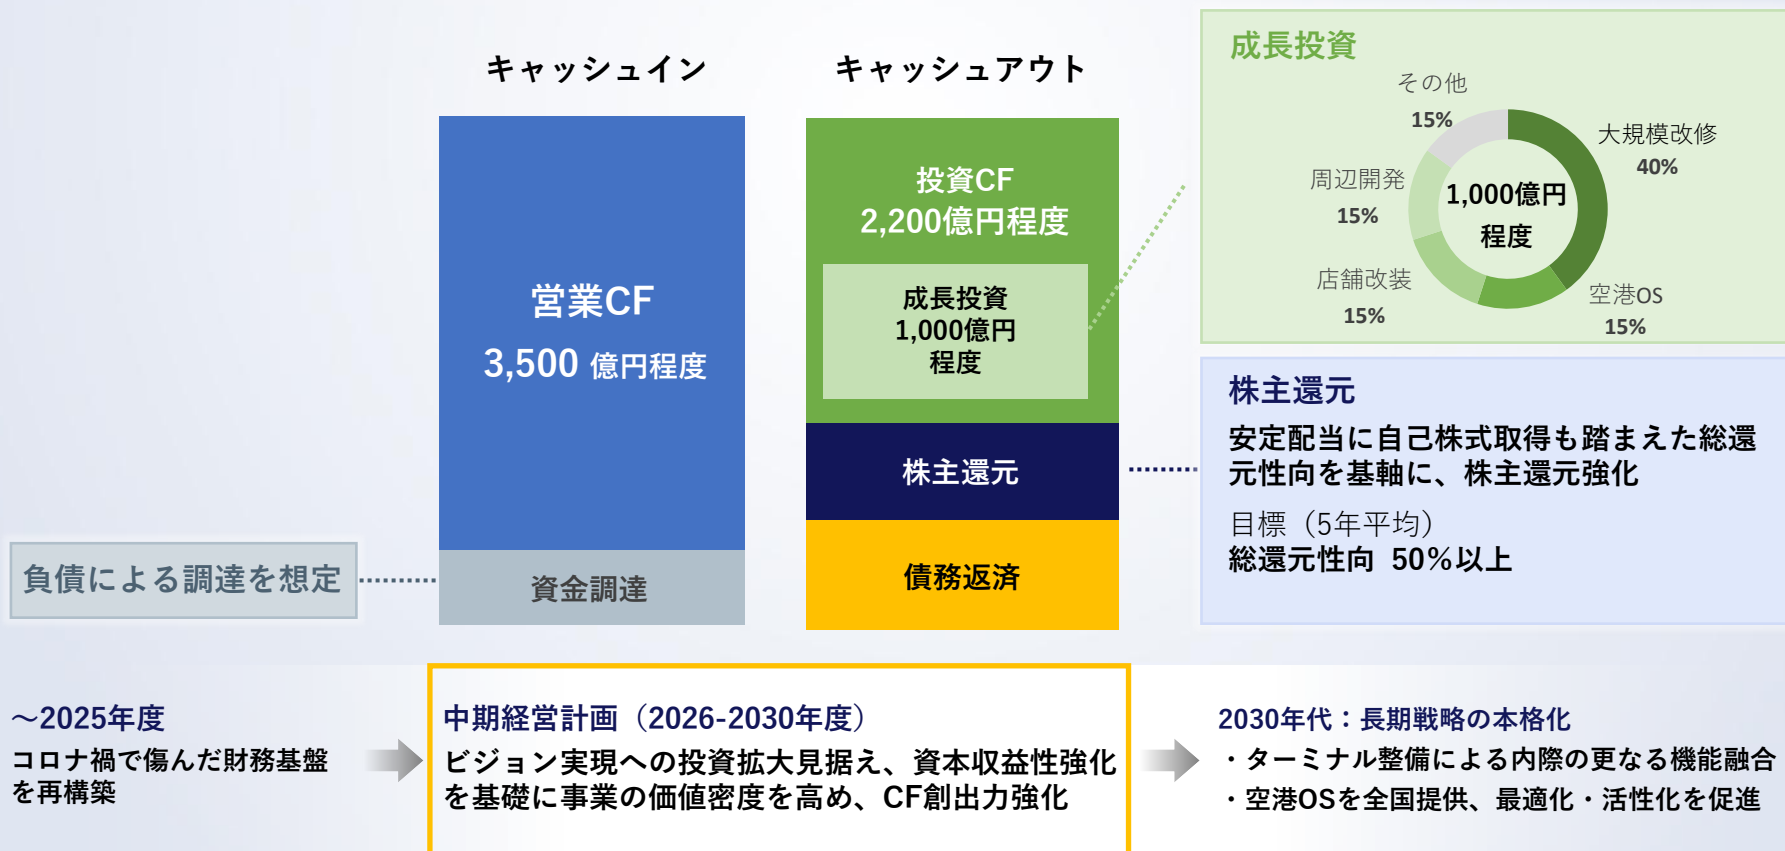 キャッシュイン
営業CF
3,500 億円程度
資金調達
負債による調達を想定
キャッシュアウト
投資CF
2,200億円程度
成長投資
1,000億円
程度
株主還元
債務返済
成長投資
その他
15%
大規模改修
40%
周辺開発
15%
1,000億円
程度
店舗改装
15%
空港OS
15%
株主還元
安定配当に自己株式取得も踏まえた総還
元性向を基軸に、株主還元強化
目標（5年平均）
総還元性向 50%以上
～2025年度
コロナ禍で傷んだ財務基盤
を再構築
中期経営計画（2026-2030年度）
ビジョン実現への投資拡大見据え、資本収益性強化
を基礎に事業の価値密度を高め、CF創出力強化
2030年代：長期戦略の本格化
・ターミナル整備による内際の更なる機能融合
・空港OSを全国提供、最適化・活性化を促進